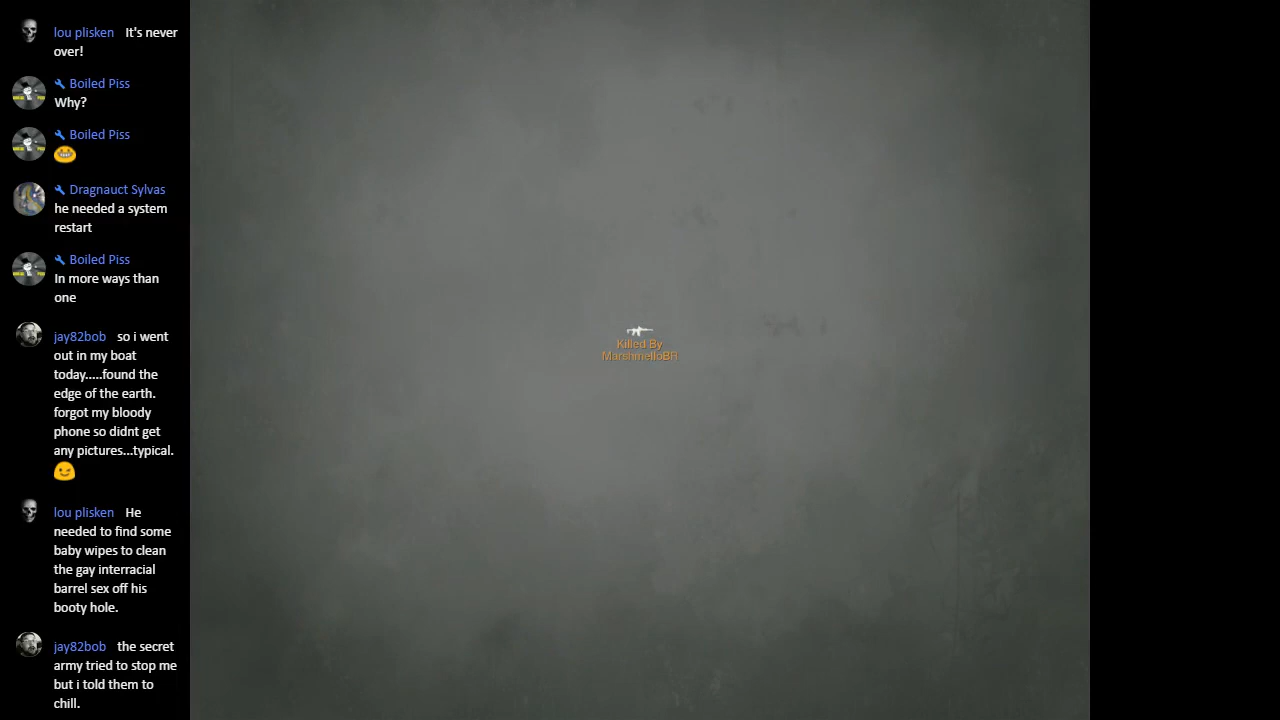 lou plisken It's never
over!
Boiled Piss
Why?
Boiled Piss
Dragnauct Sylvas
he needed a system
restart
Boiled Piss
In more ways than
one
jay82bob so i went
out in my boat
today.....found the
edge of the earth.
forgot my bloody
phone so didnt get
any pictures...typical.
lou plisken He
needed to find some
baby wipes to clean
the gay interracial
barrel sex off his
booty hole.
jay82bob the secret
army tried to stop me
but i told them to
chill.
Killed By
MarshmelloBR